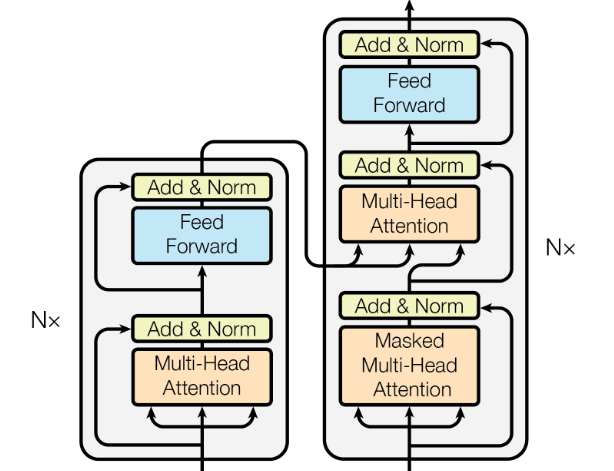 Add & Norm
Feed
Forward
Add & Norm
Multi-Head
Attention
Nx
Add & Norm
Feed
Forward
Add & Norm
Multi-Head
Attention
Add & Norm
Masked
Multi-Head
Attention
N×